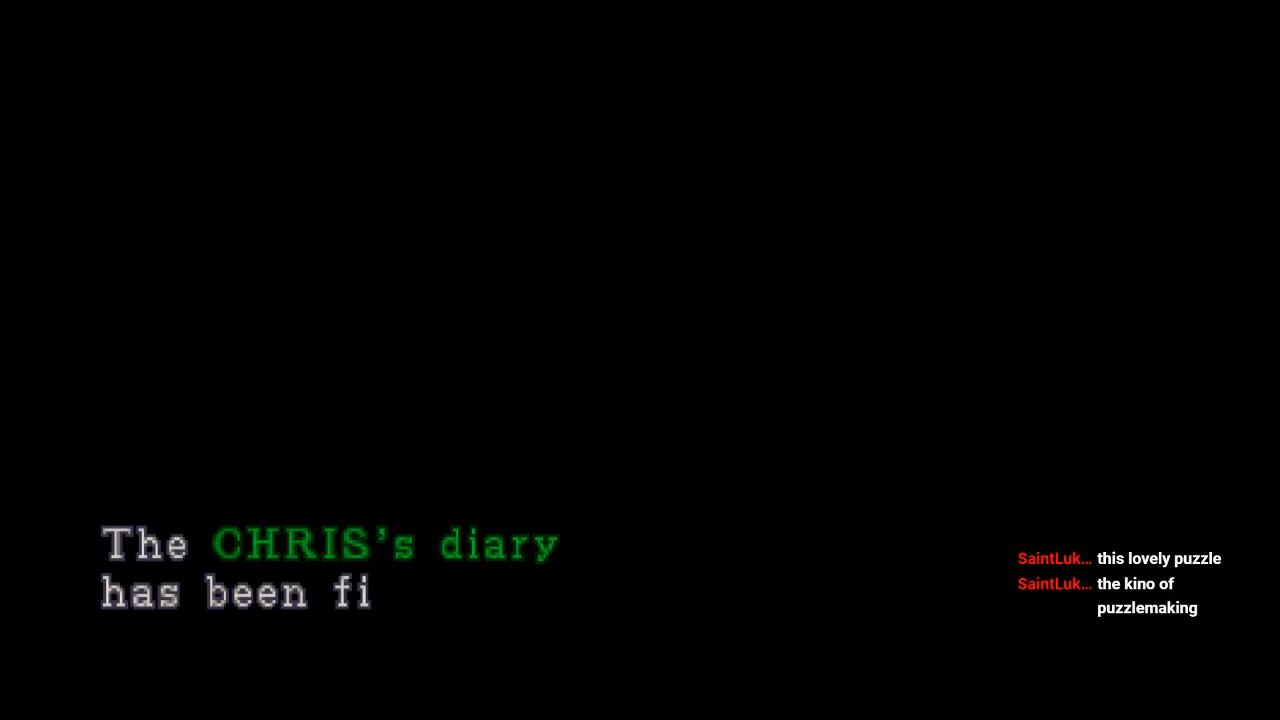 The CHRIS's diary
has been fi
SaintLuk… this lovely puzzle
SaintLuk… the kino of
puzzlemaking